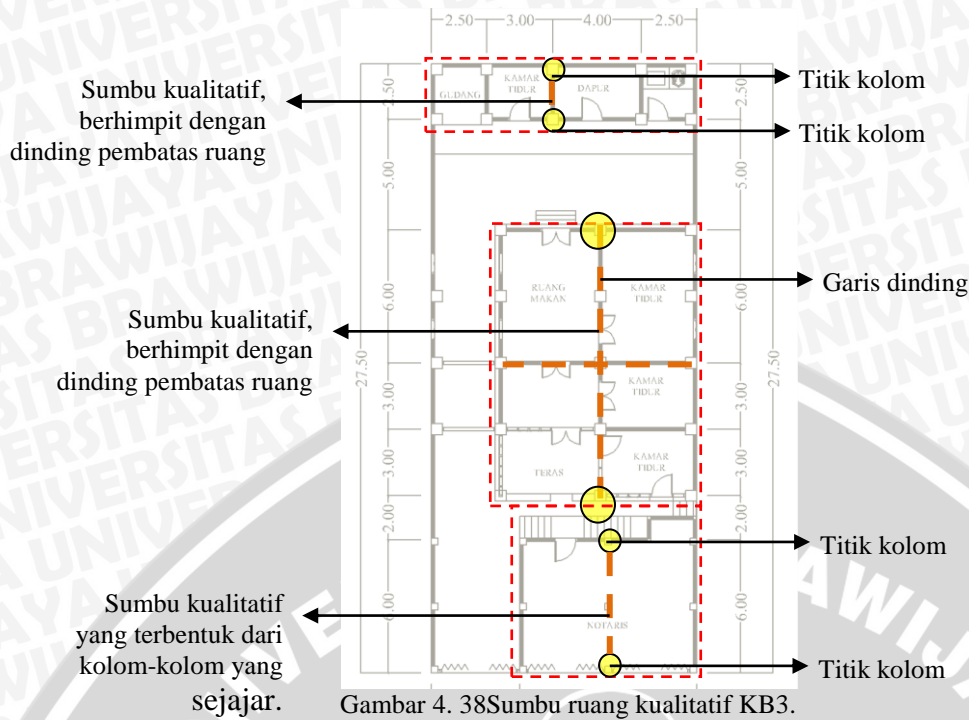 2.50 3.00 4.00 2.50
Sumbu kualitatif,
berhimpit dengan
dinding pembatas ruang
Titik kolom
Titik kolom
GUDANG
KAMAR
TIDUR
DAPUR
2.50
2.50
5.00
5.00
RUANG
MAKAN
KAMAR
TIDUR
6.00
6.00
Garis dinding
Sumbu kualitatif,
berhimpit dengan
dinding pembatas ruang
27.50
27.50
KAMAR
TIDUR
3.00
3.00
TERAS
KAMAR
TIDUR
3.00
3.00
2.00
2.00
Titik kolom
Sumbu kualitatif
yang terbentuk dari
kolom-kolom yang
sejajar.
6.00
6.00
NOTARIS
Titik kolom
Gambar 4. 38Sumbu ruang kualitatif KB3.